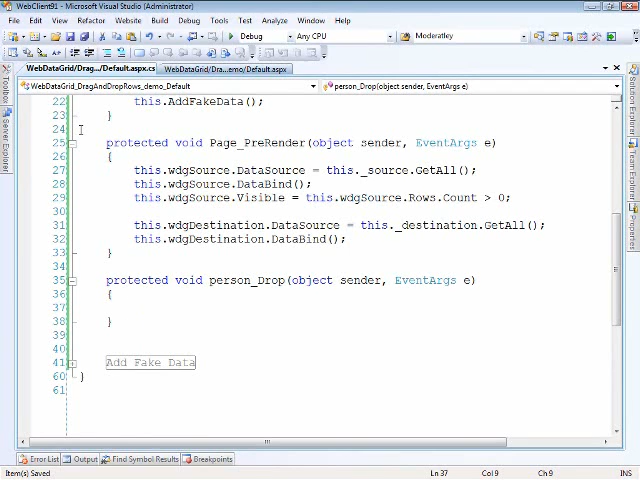 WebClient91 - Microsoft Visual Studio (Administrator)
File Edit View Refactor Website Build Debug Tools Test Analyze Window Help
Debug Any CPU Moderatley
WebDataGrid/Drag.../Default.aspx.cs WebDataGrid/Dra...emo/Default.aspx
WebDataGrid_DragAndDropRows_demo_Default person_Drop(object sender, EventArgs e)
22 this.AddFakeData();
23 }
24
25 protected void Page_PreRender(object sender, EventArgs e)
26 {
27 this.wdgSource.DataSource = this._source.GetAll();
28 this.wdgSource.DataBind();
29 this.wdgSource.Visible = this.wdgSource.Rows.Count > 0;
30
31 this.wdgDestination.DataSource = this._destination.GetAll();
32 this.wdgDestination.DataBind();
33 }
34
35 protected void person_Drop(object sender, EventArgs e)
36 {
37
38 }
39
40
41 Add Fake Data
60 }
61
Toolbox
Server Explorer
Solution Explorer
Team Explorer
Properties
Error List Output Find Symbol Results Breakpoints
Item(s) Saved Ln 37 Col 9 Ch 9 INS